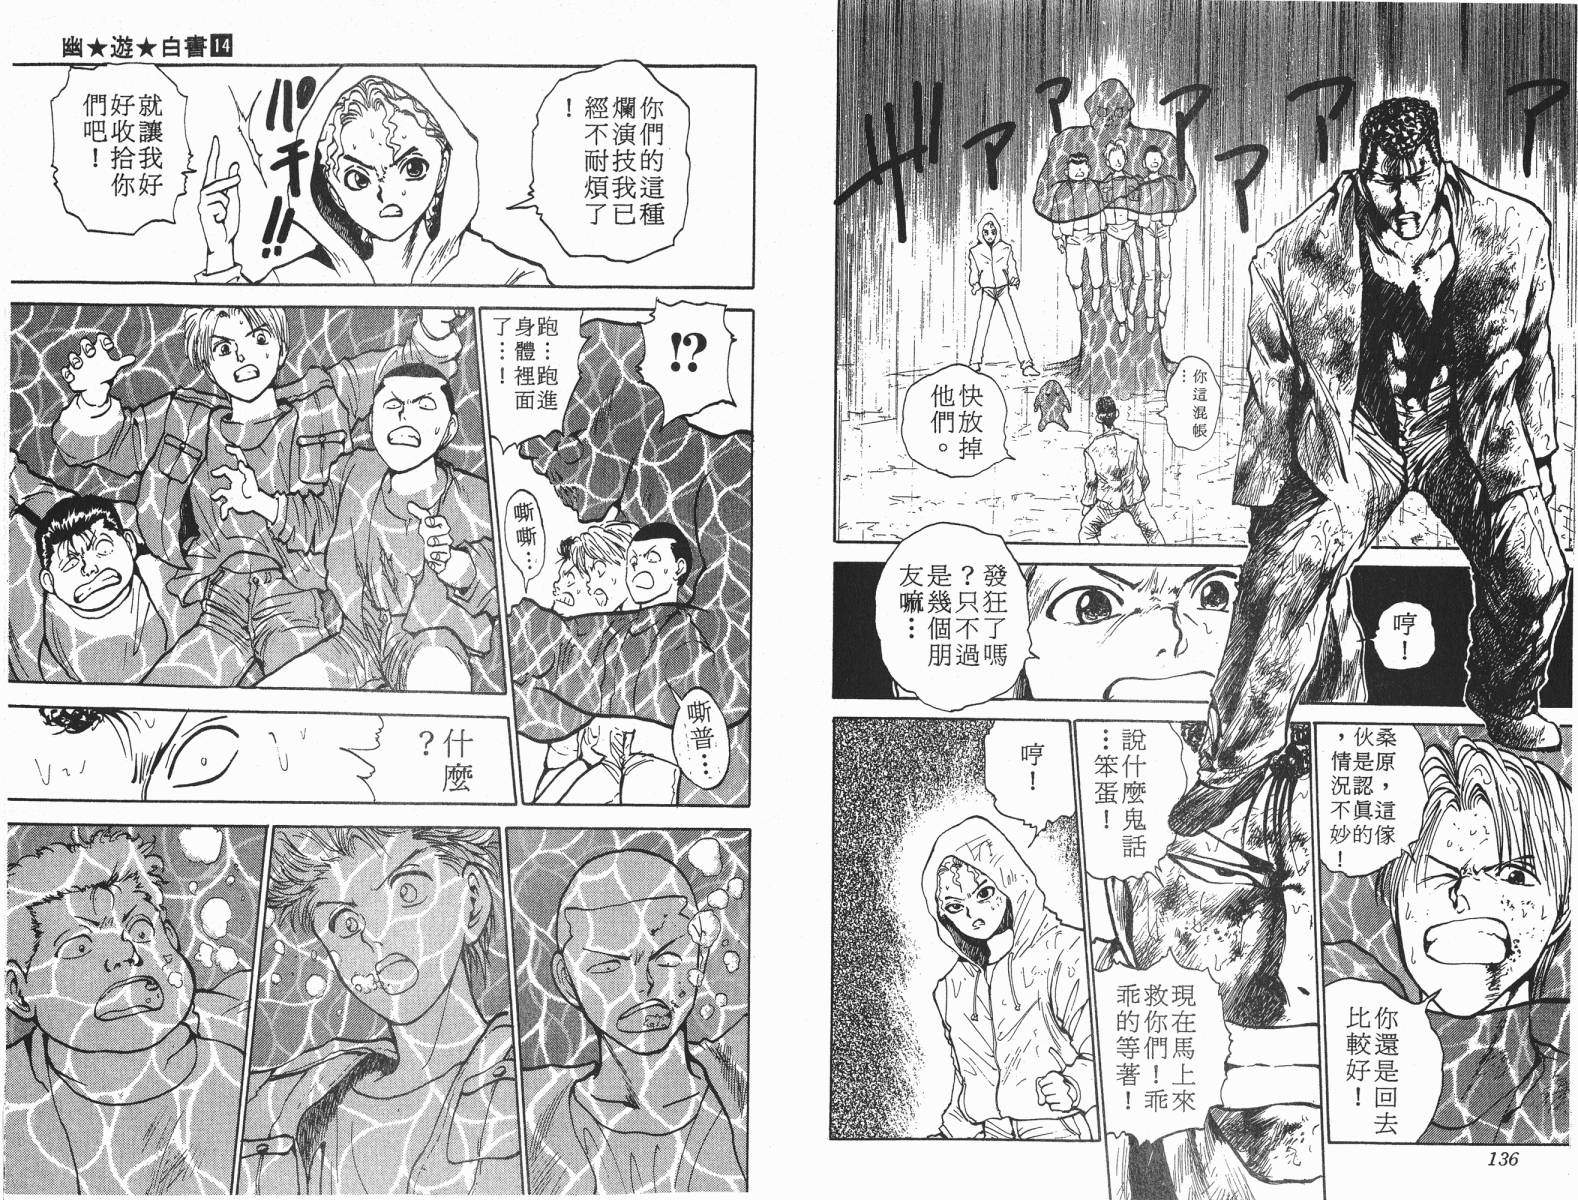 ザァァァァァァ
你這混帳
…
快放掉
他們。
哼！
發狂了嗎
？只不過
是幾個朋
友嘛…
桑原，這傢
伙是認真的
，情況不妙！
你還是回去
比較好！
說什麼鬼話
…笨蛋！
現在馬上來
救你們！乖
乖的等著！
哼！
136
幽★遊★白書14
你們的這種
爛演技我已
經不耐煩了
！
パチ!!
就讓我好
好收拾你
們吧！
!?
跑…跑進
身體裡面
了…！
嘶嘶…
嘶普…
什麼
？